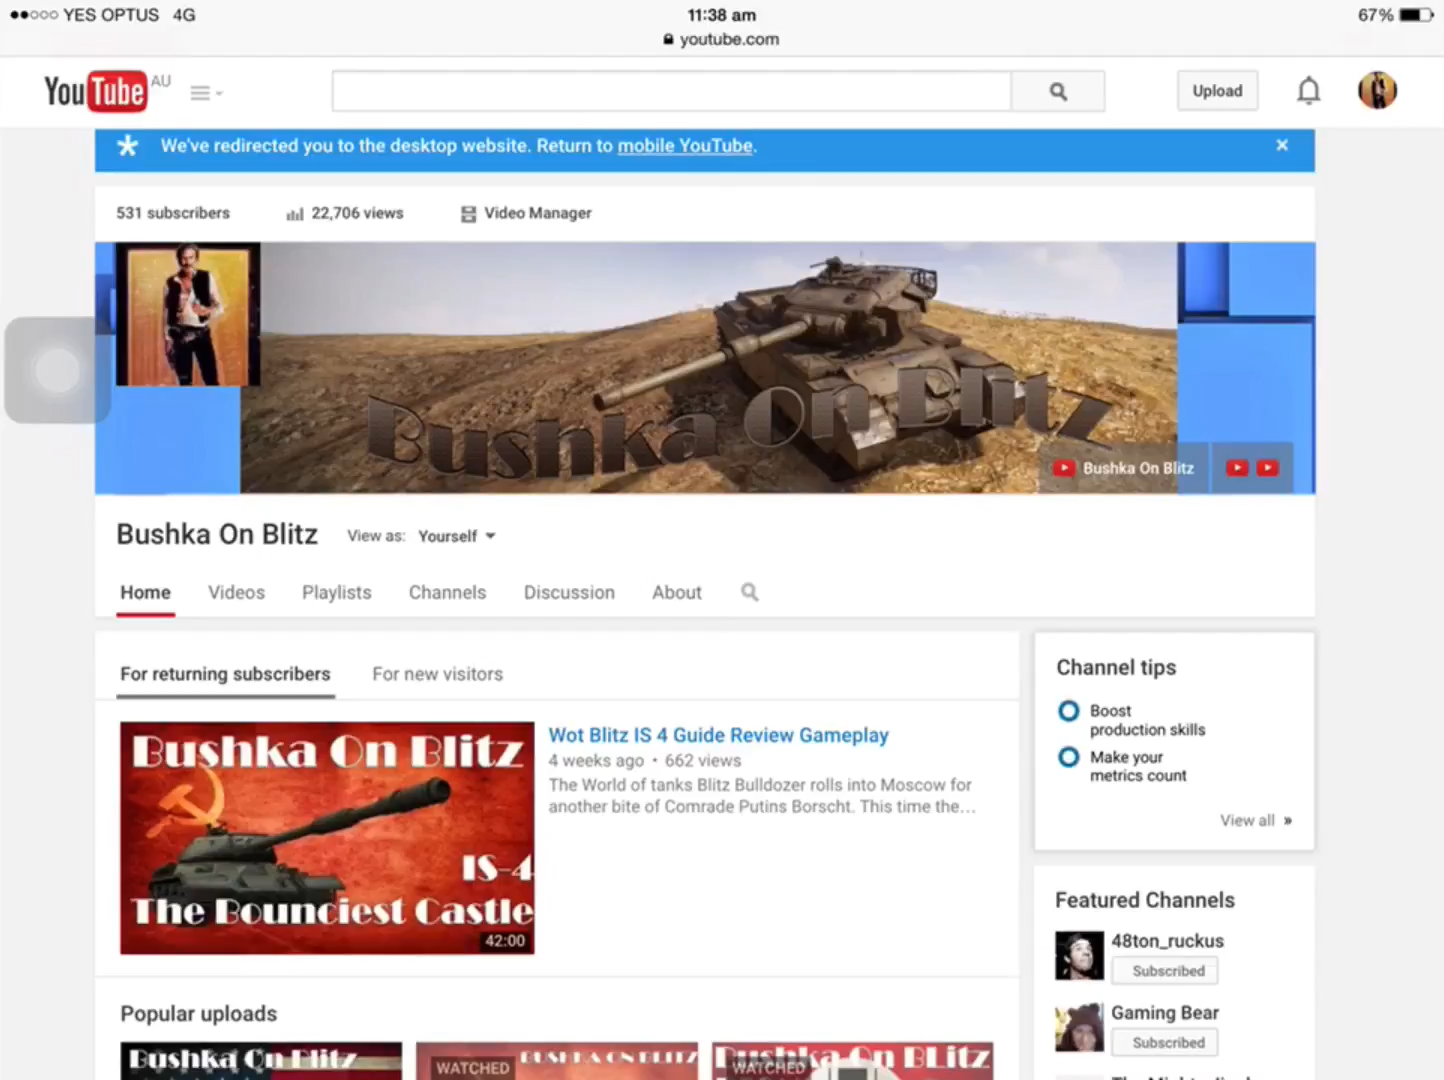 YES OPTUS 4G
11:38 am
67%
youtube.com
YouTube AU
Upload
We've redirected you to the desktop website. Return to mobile YouTube.
531 subscribers
22,706 views
Video Manager
Bushka On Blitz
Bushka On Blitz
Bushka On Blitz
View as: Yourself
Home
Videos
Playlists
Channels
Discussion
About
For returning subscribers
For new visitors
Bushka On Blitz
IS-4
The Bounciest Castle
42:00
Wot Blitz IS 4 Guide Review Gameplay
4 weeks ago • 662 views
The World of tanks Blitz Bulldozer rolls into Moscow for
another bite of Comrade Putins Borscht. This time the...
Channel tips
Boost
production skills
Make your
metrics count
View all »
Featured Channels
48ton_ruckus
Subscribed
Gaming Bear
Subscribed
Popular uploads
Bushka On Blitz
WATCHED
BUSHKA ON BLITZ
WATCHED
Bushka On BLitz